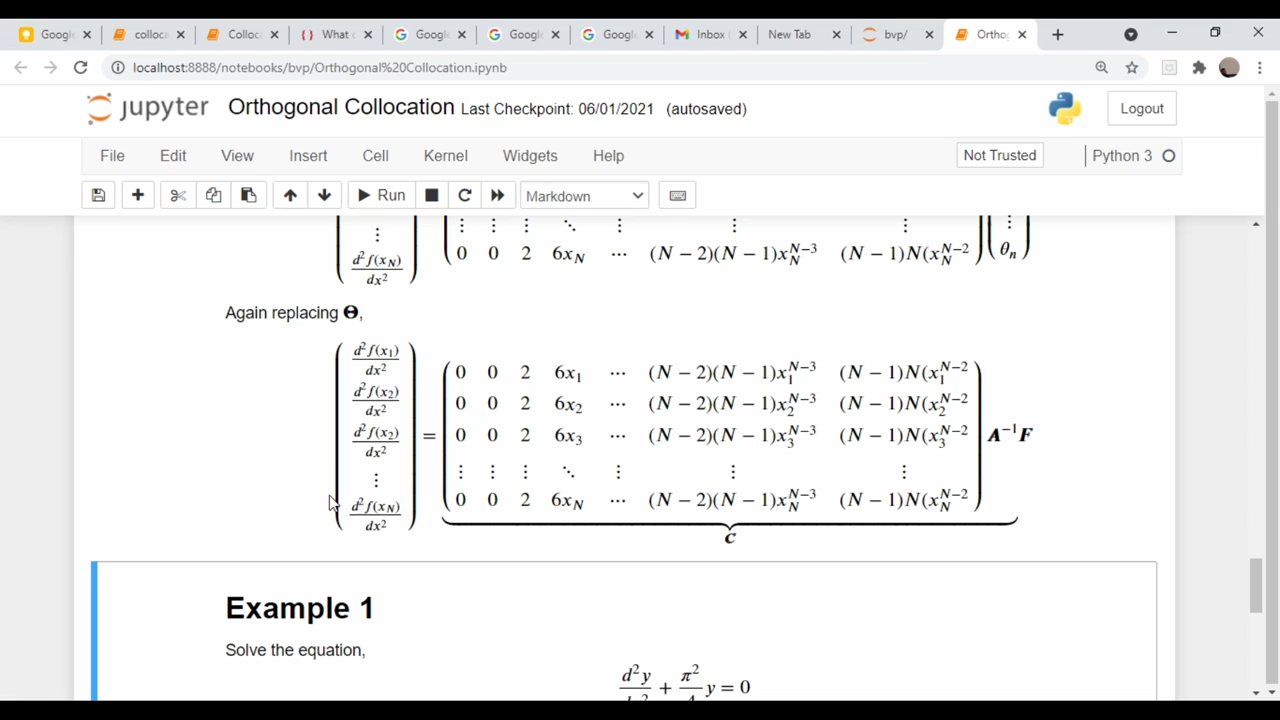 Google colloca Colloc What c Google Google Google Inbox ( New Tab bvp/ Orthog
localhost:8888/notebooks/bvp/Orthogonal%20Collocation.ipynb
jupyter Orthogonal Collocation Last Checkpoint: 06/01/2021 (autosaved) Logout
File Edit View Insert Cell Kernel Widgets Help Not Trusted Python 3
Run Markdown
⋮ ⋮ ⋮ ⋮ ⋱ ⋮ ⋮ ⋮ ⋮
d²f(x_N)/dx² 0 0 2 6x_N ⋯ (N − 2)(N − 1)x_N^{N−3} (N − 1)N(x_N^{N−2} θ_n
Again replacing Θ,
d²f(x₁)/dx² 0 0 2 6x₁ ⋯ (N − 2)(N − 1)x₁^{N−3} (N − 1)N(x₁^{N−2}
d²f(x₂)/dx² 0 0 2 6x₂ ⋯ (N − 2)(N − 1)x₂^{N−3} (N − 1)N(x₂^{N−2}
d²f(x₂)/dx² = 0 0 2 6x₃ ⋯ (N − 2)(N − 1)x₃^{N−3} (N − 1)N(x₃^{N−2} A⁻¹F
⋮ ⋮ ⋮ ⋮ ⋱ ⋮ ⋮ ⋮
d²f(x_N)/dx² 0 0 2 6x_N ⋯ (N − 2)(N − 1)x_N^{N−3} (N − 1)N(x_N^{N−2}
C
Example 1
Solve the equation,
d²y/ + π²/ y = 0